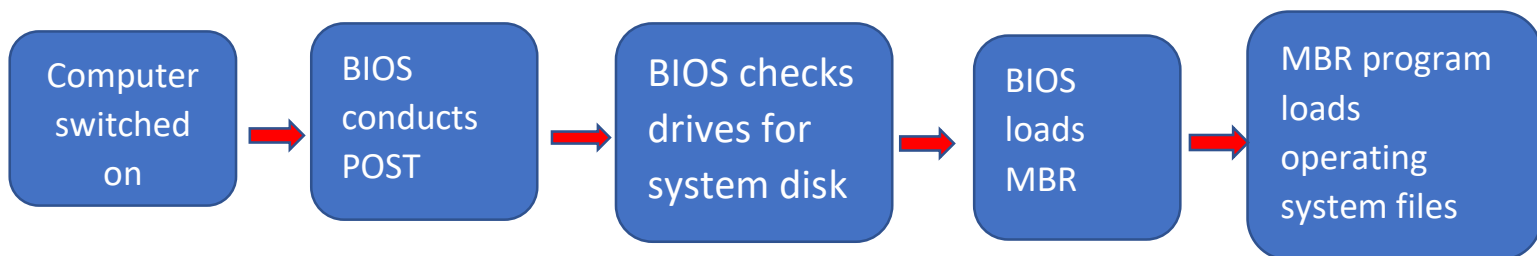 Computer
switched
on
BIOS
conducts
POST
BIOS checks
drives for
system disk
BIOS
loads
MBR
MBR program
loads
operating
system files